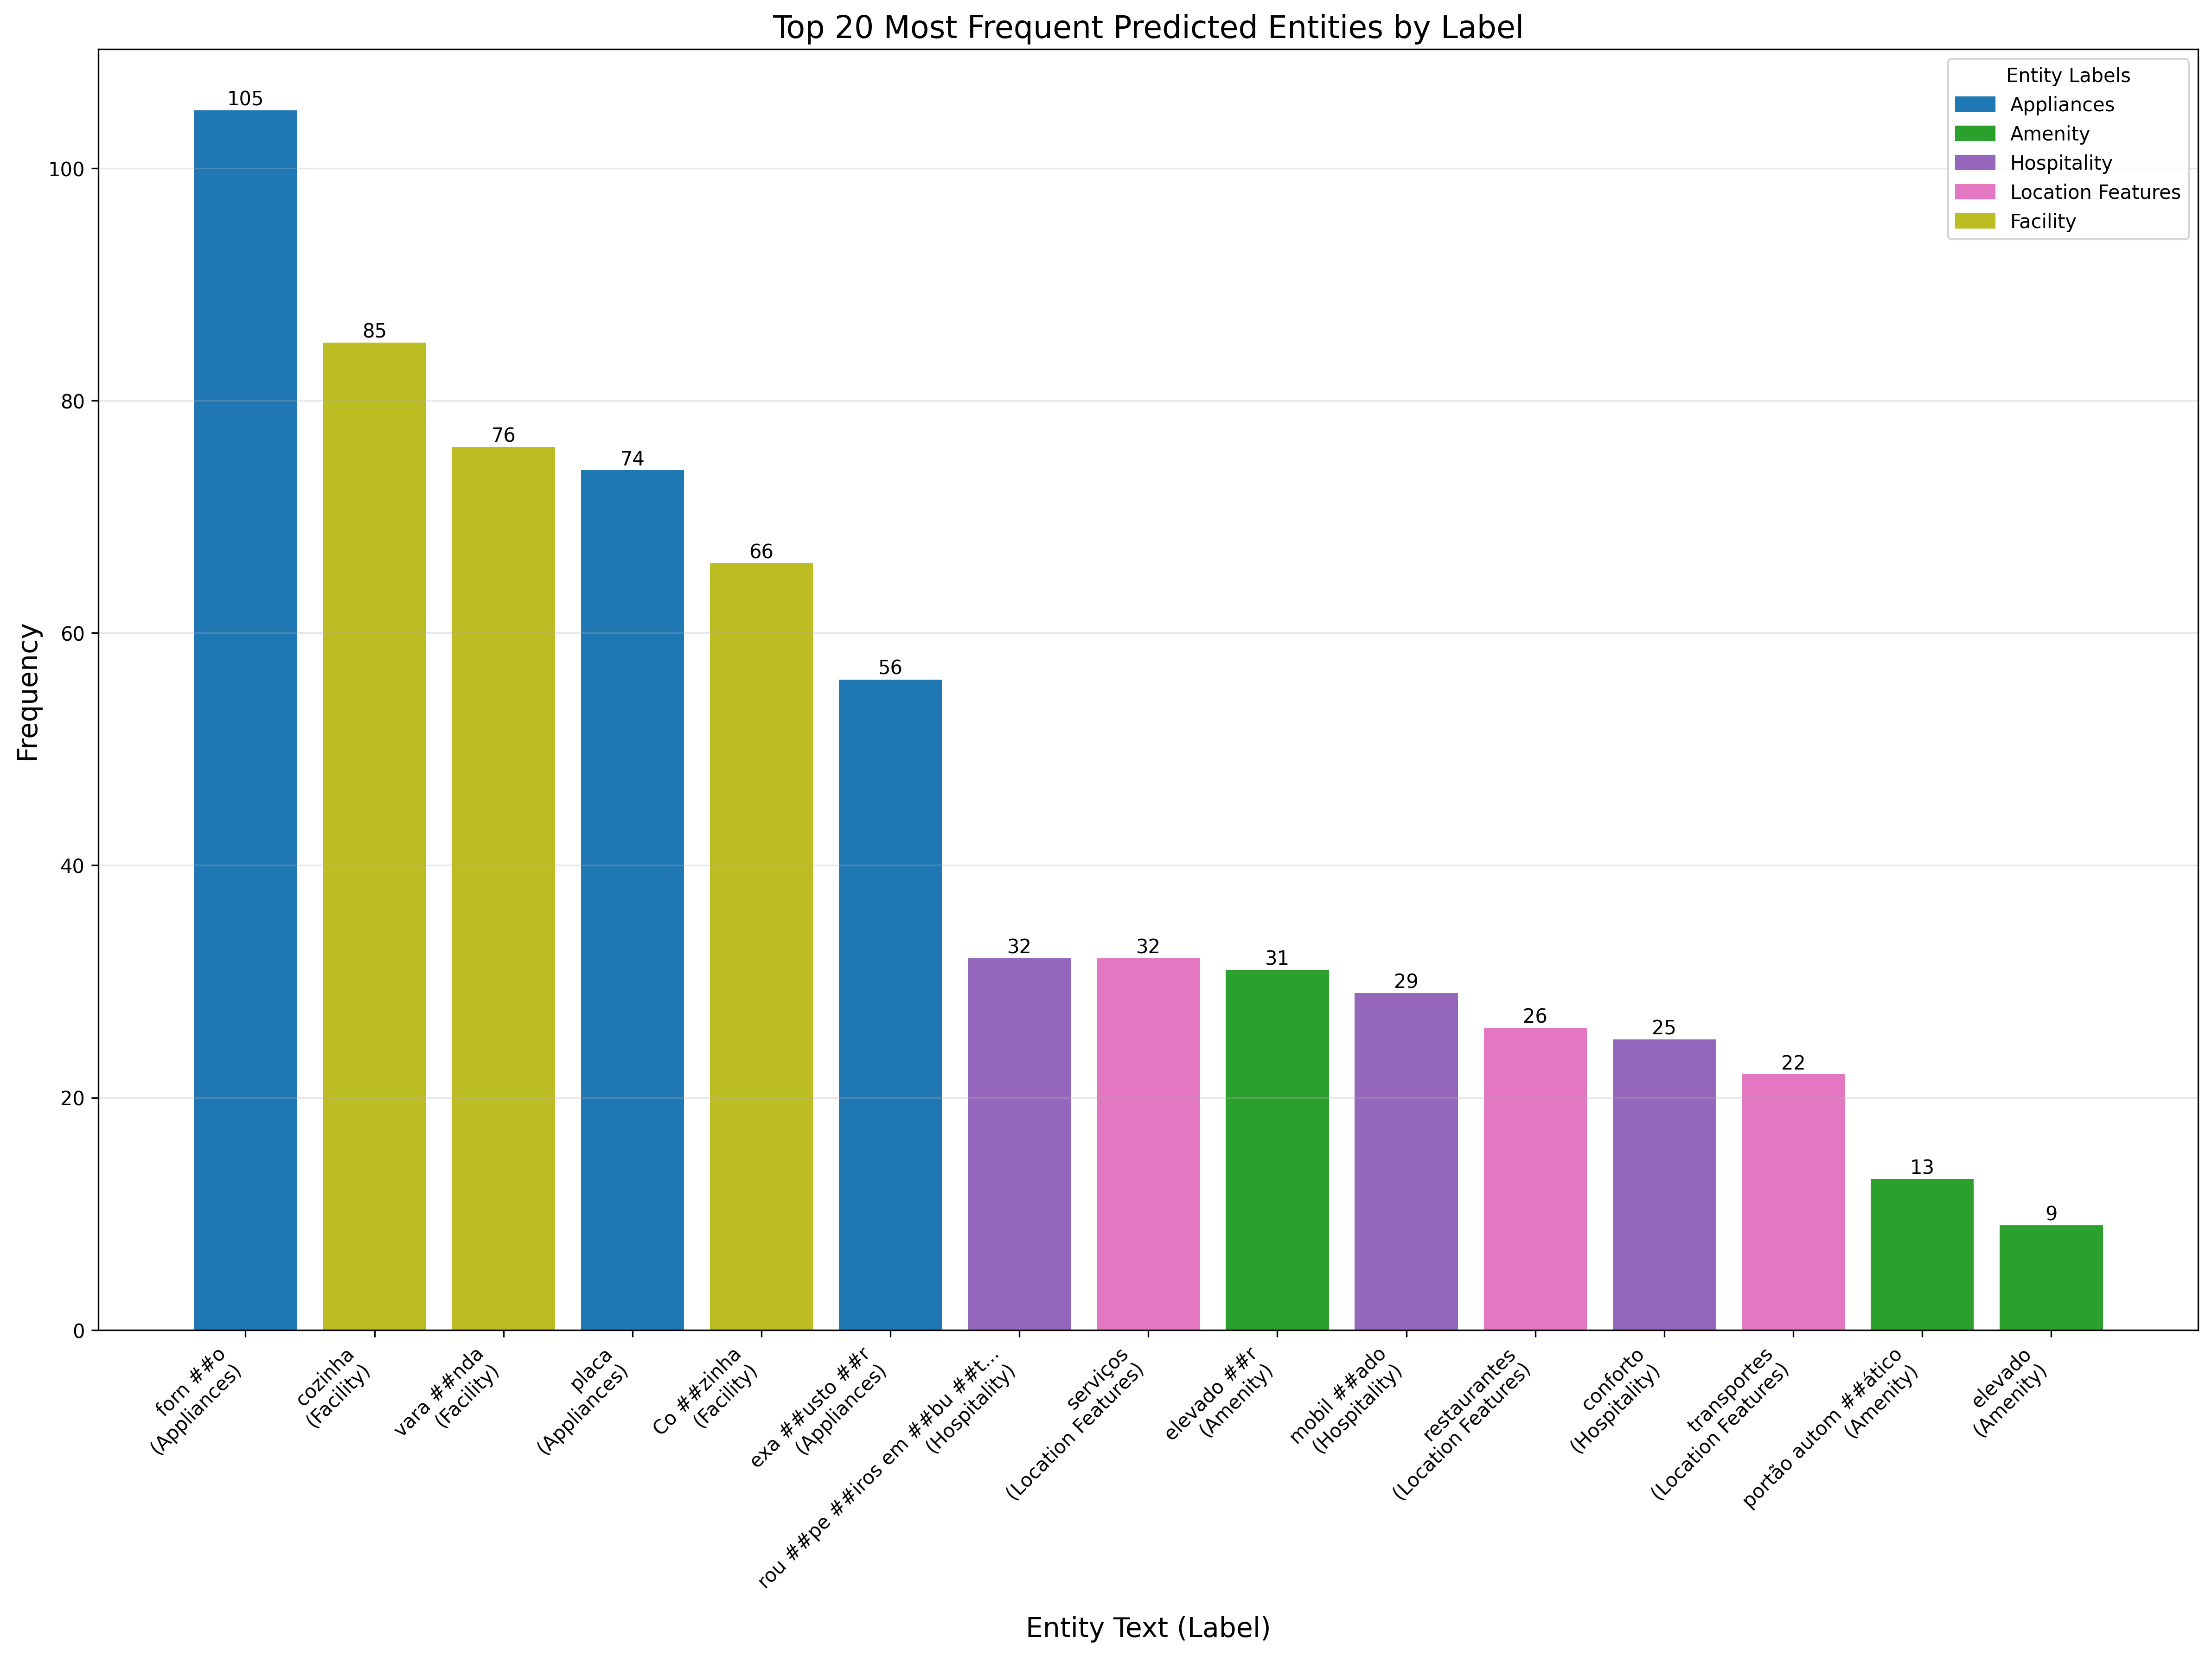 Top 20 Most Frequent Predicted Entities by Label
Entity Labels
Appliances
Amenity
Hospitality
Location Features
Facility
Frequency
100
80
60
40
20
0
105
85
76
74
66
56
32
32
31
29
26
25
22
13
9
forn ##o
(Appliances)
cozinha
(Facility)
vara ##nda
(Facility)
placa
(Appliances)
Co ##zinha
(Facility)
exa ##usto ##r
(Appliances)
rou ##pe ##iros em ##bu ##t...
(Hospitality)
serviços
(Location Features)
elevado ##r
(Amenity)
mobil ##ado
(Hospitality)
restaurantes
(Location Features)
conforto
(Hospitality)
transportes
(Location Features)
portão autom ##ático
(Amenity)
elevado
(Amenity)
Entity Text (Label)